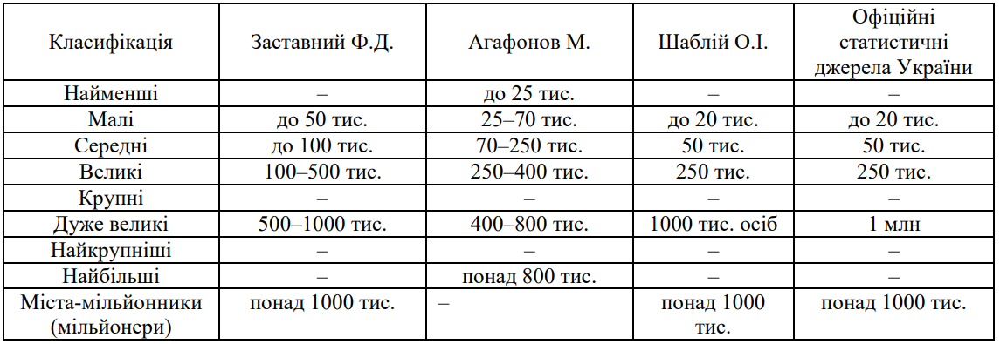 Класифікація Заставний Ф.Д. Агафонов М. Шаблій О.І. Офіційні
статистичні
джерела України
Найменші – до 25 тис. – –
Малі до 50 тис. 25–70 тис. до 20 тис. до 20 тис.
Середні до 100 тис. 70–250 тис. 50 тис. 50 тис.
Великі 100–500 тис. 250–400 тис. 250 тис. 250 тис.
Крупні – – – –
Дуже великі 500–1000 тис. 400–800 тис. 1000 тис. осіб 1 млн
Найкрупніші – – – –
Найбільші – понад 800 тис. – –
Міста-мільйонники
(мільйонери) понад 1000 тис. – понад 1000
тис. понад 1000 тис.